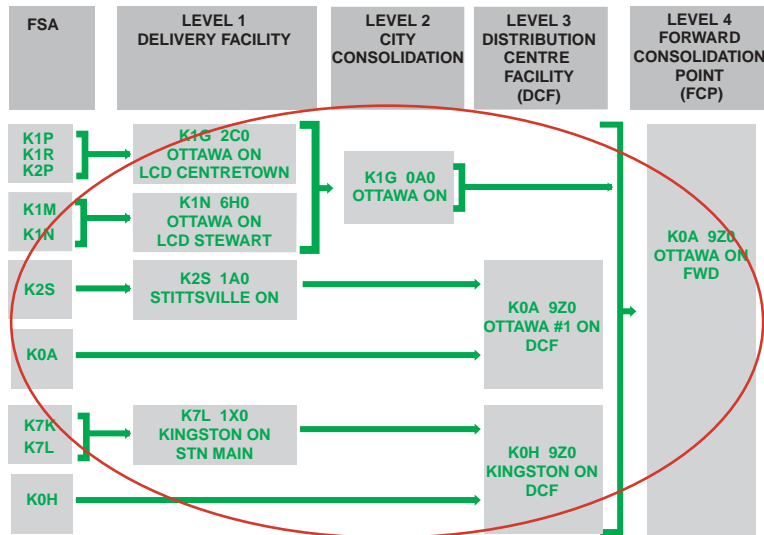 FSA
LEVEL 1
DELIVERY FACILITY
LEVEL 2
CITY
CONSOLIDATION
LEVEL 3
DISTRIBUTION
CENTRE
FACILITY
(DCF)
LEVEL 4
FORWARD
CONSOLIDATION
POINT
(FCP)
K1P
K1R
K2P
K1G 2C0
OTTAWA ON
LCD CENTRETOWN
K1M
K1N
K1N 6H0
OTTAWA ON
LCD STEWART
K1G 0A0
OTTAWA ON
K2S
K2S 1A0
STITTSVILLE ON
K0A
K0A 9Z0
OTTAWA #1 ON
DCF
K7K
K7L
K7L 1X0
KINGSTON ON
STN MAIN
K0H
K0H 9Z0
KINGSTON ON
DCF
K0A 9Z0
OTTAWA ON
FWD